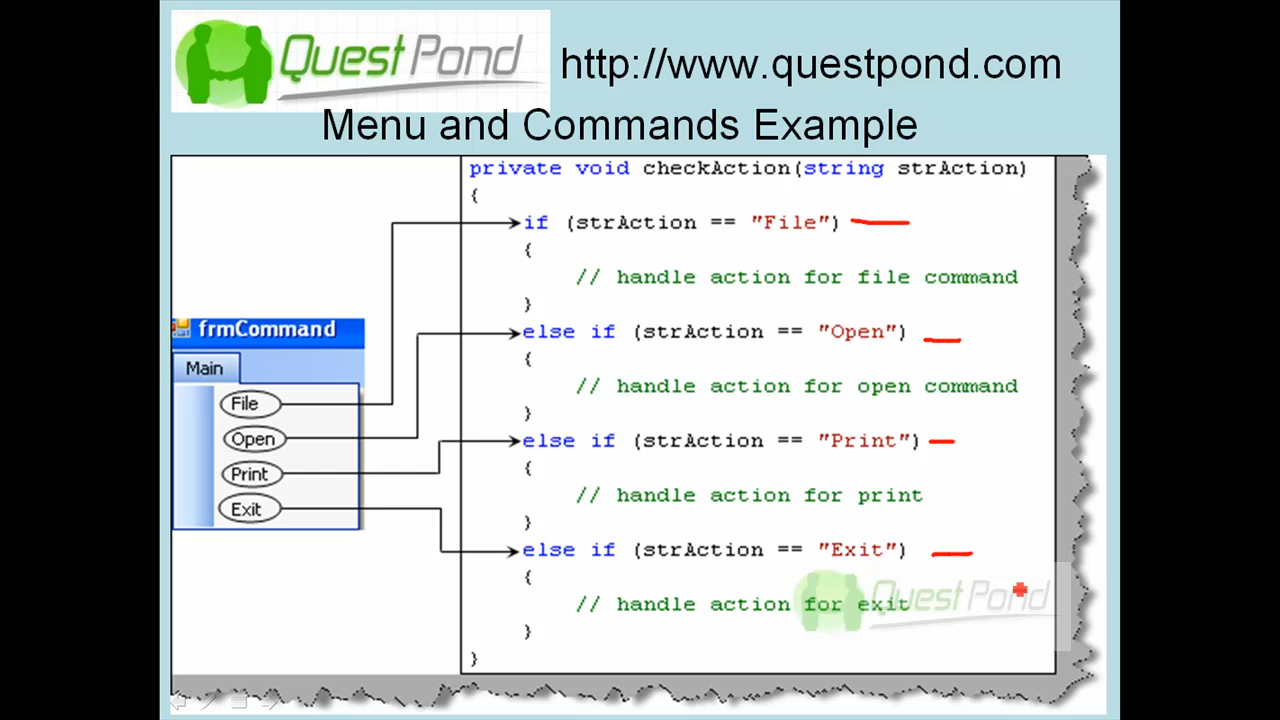 QuestPond
http://www.questpond.com
Menu and Commands Example
private void checkAction(string strAction)
{
if (strAction == "File")
{
// handle action for file command
}
else if (strAction == "Open")
{
// handle action for open command
}
else if (strAction == "Print")
{
// handle action for print
}
else if (strAction == "Exit")
{
// handle action for exit
}
}
frmCommand
Main
File
Open
Print
Exit
QuestPond